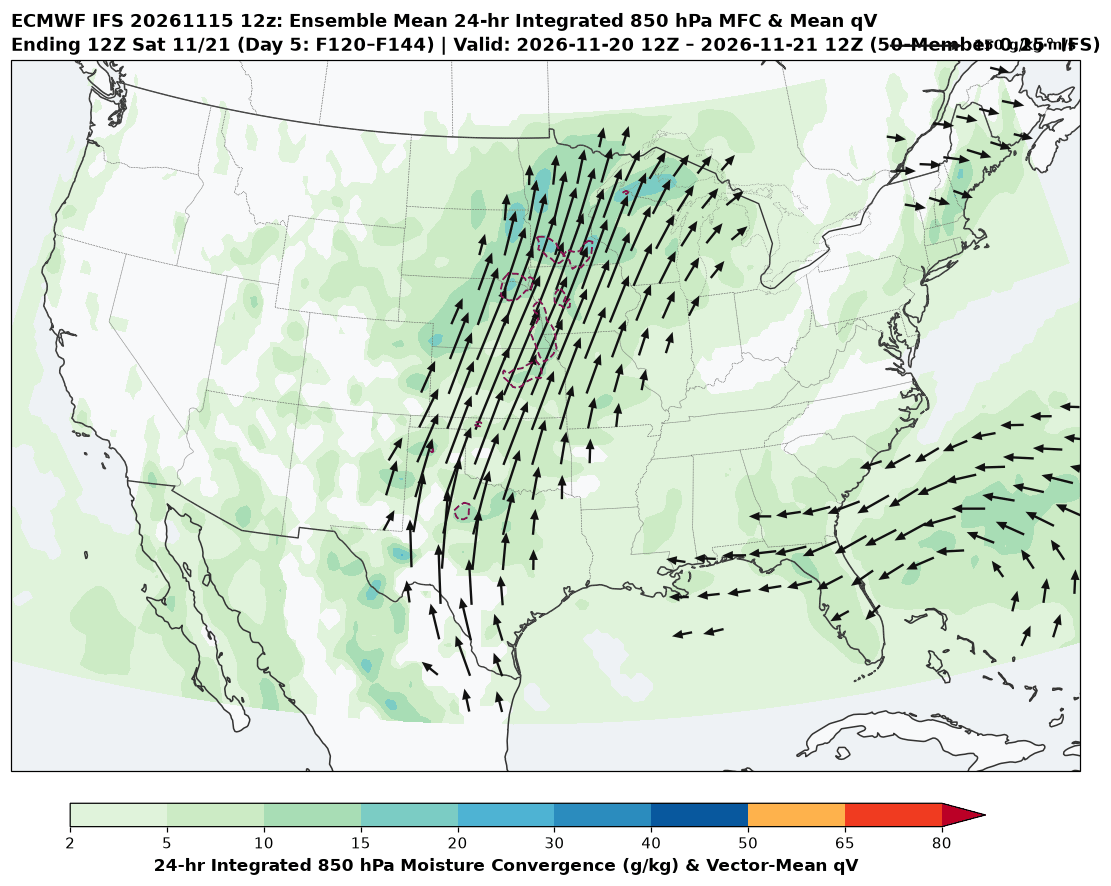 ECMWF IFS 20261115 12z: Ensemble Mean 24-hr Integrated 850 hPa MFC & Mean qV
Ending 12Z Sat 11/21 (Day 5: F120–F144) | Valid: 2026-11-20 12Z – 2026-11-21 12Z (50-Member 0.25° IFS)
2 5 10 15 20 30 40 50 65 80
24-hr Integrated 850 hPa Moisture Convergence (g/kg) & Vector-Mean qV